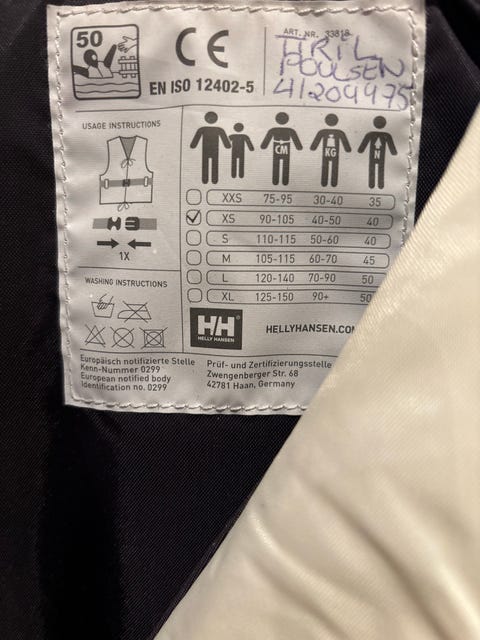 50
CE
EN ISO 12402-5
ART. NR. 33818
POULSEN
41209975
USAGE INSTRUCTIONS
1X
WASHING INSTRUCTIONS
CM
KG
N
XXS 75-95 30-40 35
XS 90-105 40-50 40
S 110-115 50-60 40
M 105-115 60-70 45
L 120-140 70-90 50
XL 125-150 90+ 50
HH
HELLY HANSEN
HELLYHANSEN.COM
Europäisch notifizierte Stelle
Kenn-Nummer 0299
European notified body
Identification no. 0299
Prüf- und Zertifizierungsstelle
Zwengenberger Str. 68
42781 Haan, Germany